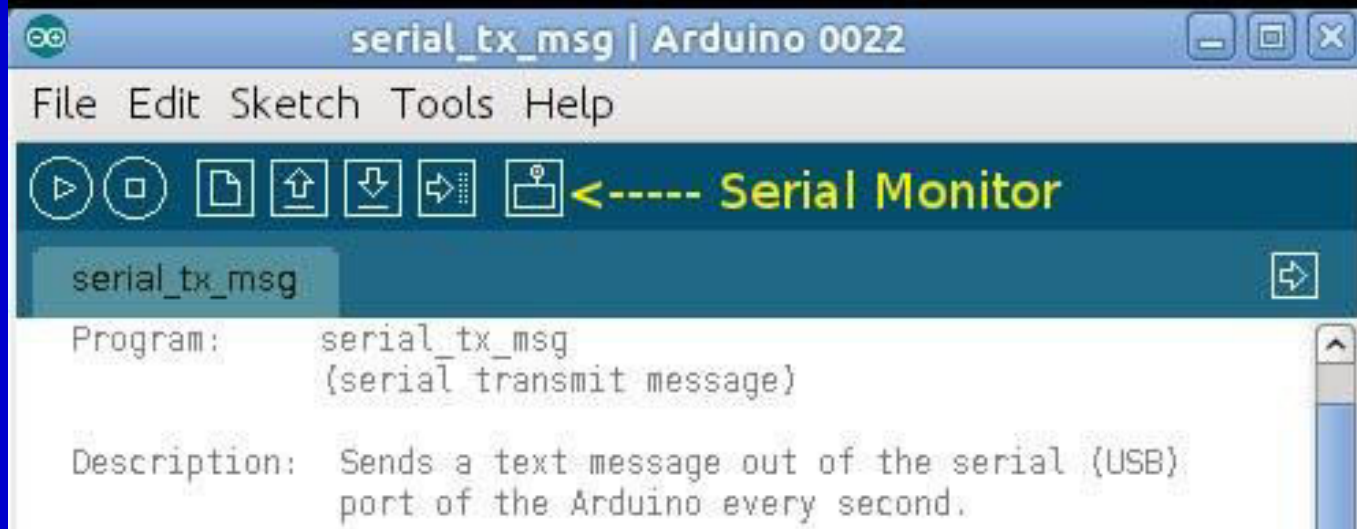 serial_tx_msg | Arduino 0022
File Edit Sketch Tools Help
<----- Serial Monitor
serial_tx_msg
Program: serial_tx_msg
(serial transmit message)
Description: Sends a text message out of the serial (USB)
port of the Arduino every second.